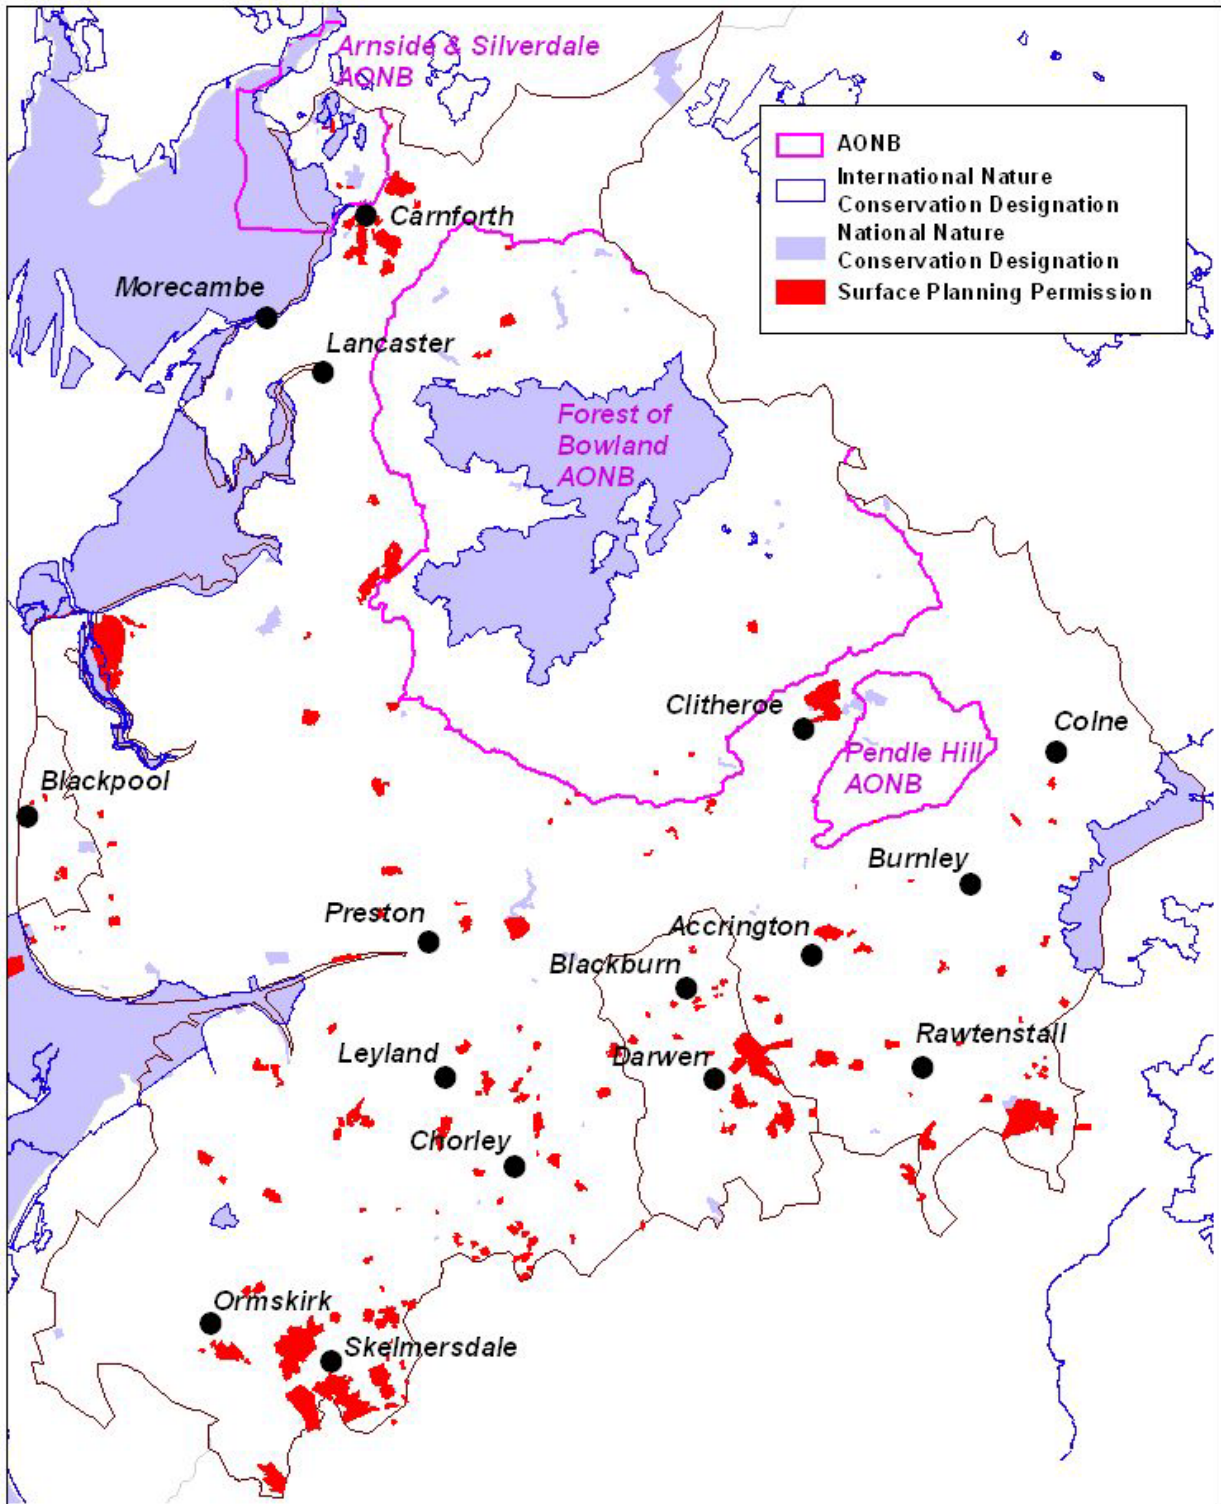 Arnside & Silverdale
AONB
AONB
International Nature
Conservation Designation
National Nature
Conservation Designation
Surface Planning Permission
Carnforth
Morecambe
Lancaster
Forest of
Bowland
AONB
Clitheroe
Colne
Pendle Hill
AONB
Blackpool
Burnley
Preston
Accrington
Blackburn
Rawtenstall
Leyland
Darwen
Chorley
Ormskirk
Skelmersdale